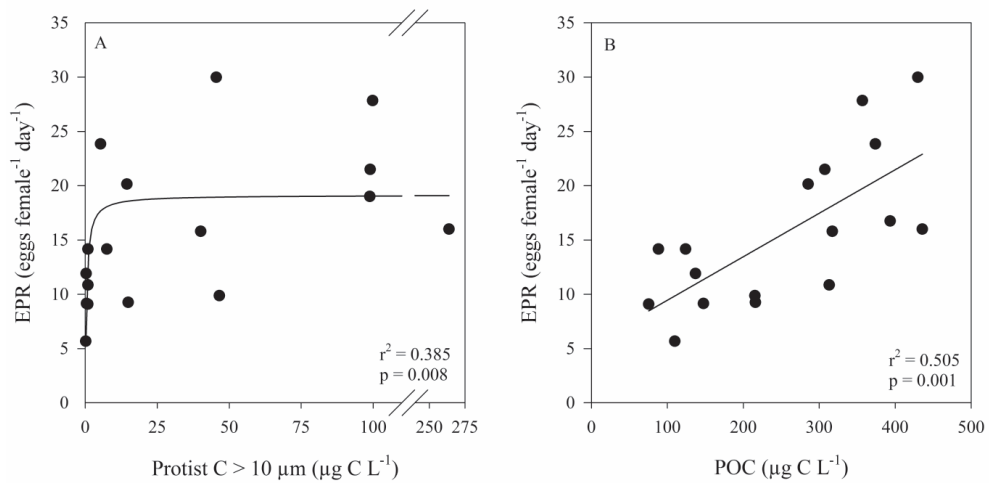 A
EPR (eggs female⁻¹ day⁻¹)
35
30
25
20
15
10
5
0
r² = 0.385
p = 0.008
0 25 50 75 100 250 275
Protist C > 10 µm (µg C L⁻¹)
B
EPR (eggs female⁻¹ day⁻¹)
35
30
25
20
15
10
5
0
r² = 0.505
p = 0.001
0 100 200 300 400 500
POC (µg C L⁻¹)